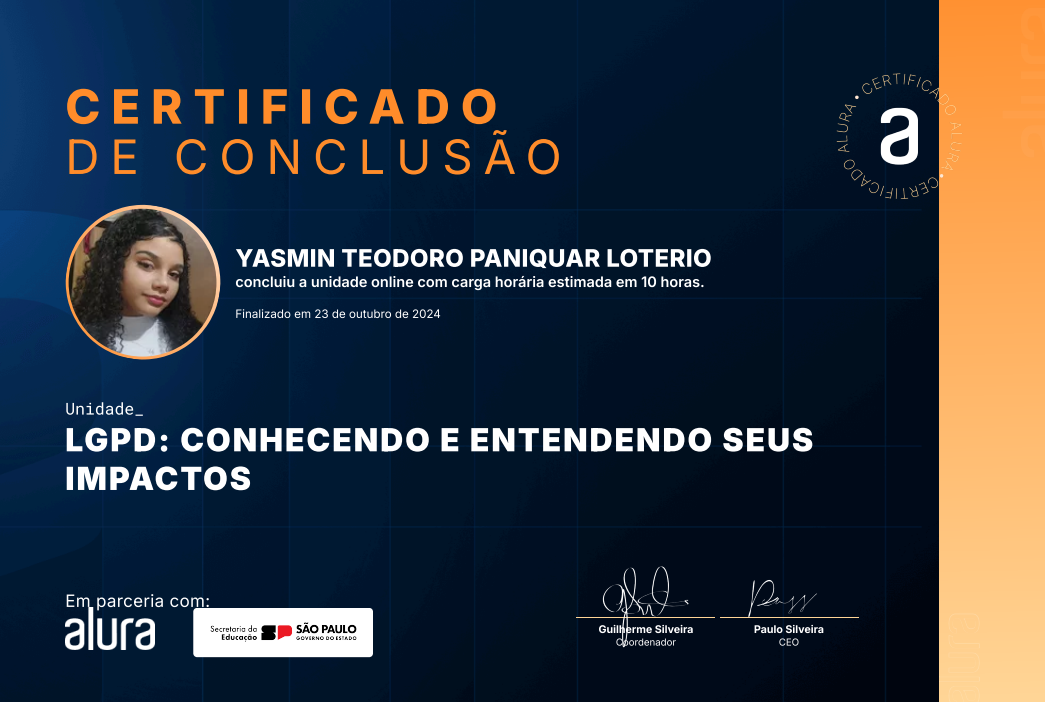 CERTIFICADO
DE CONCLUSÃO
CERTIFICADO ALURA • CERTIFICADO ALURA •
a
YASMIN TEODORO PANIQUAR LOTERIO
concluiu a unidade online com carga horária estimada em 10 horas.
Finalizado em 23 de outubro de 2024
Unidade_
LGPD: CONHECENDO E ENTENDENDO SEUS
IMPACTOS
Em parceria com:
alura
Secretaria da
Educação
SP
SÃO PAULO
GOVERNO DO ESTADO
Guilherme Silveira
Coordenador
Paulo Silveira
CEO